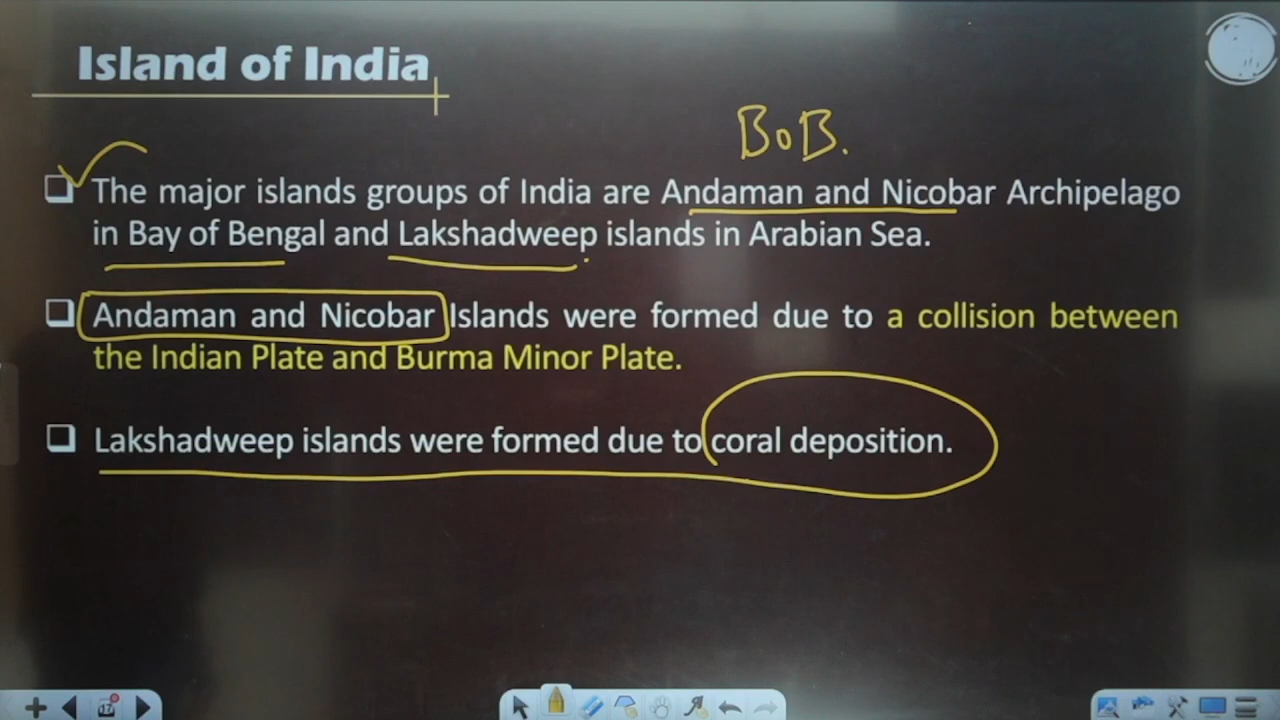 Island of India
BoB.
The major islands groups of India are Andaman and Nicobar Archipelago
in Bay of Bengal and Lakshadweep islands in Arabian Sea.
Andaman and Nicobar Islands were formed due to a collision between
the Indian Plate and Burma Minor Plate.
Lakshadweep islands were formed due to coral deposition.
17